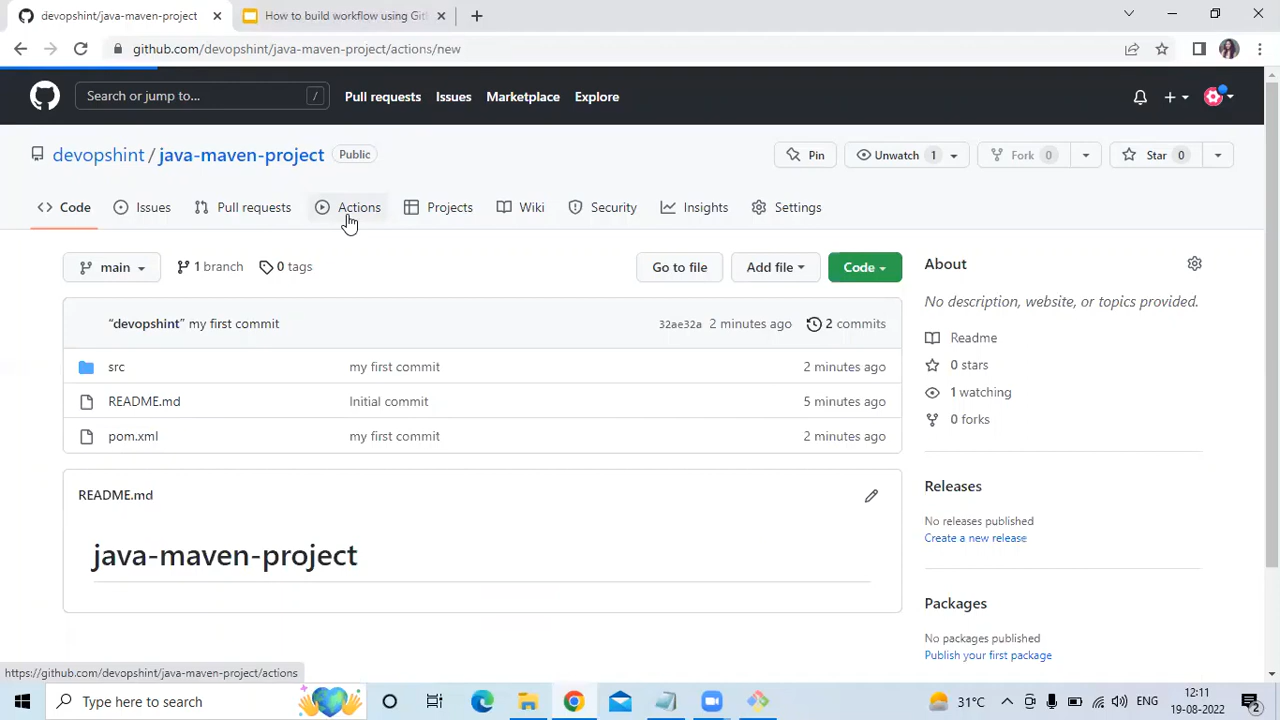 devopshint/java-maven-project
How to build workflow using Git
github.com/devopshint/java-maven-project/actions/new
Search or jump to... /
Pull requests Issues Marketplace Explore
devopshint / java-maven-project Public
Pin Unwatch 1 Fork 0 Star 0
Code Issues Pull requests Actions Projects Wiki Security Insights Settings
main 1 branch 0 tags Go to file Add file Code
About
No description, website, or topics provided.
“devopshint” my first commit 32ae32a 2 minutes ago 2 commits
src my first commit 2 minutes ago
README.md Initial commit 5 minutes ago
pom.xml my first commit 2 minutes ago
Readme
0 stars
1 watching
0 forks
README.md
java-maven-project
Releases
No releases published
Create a new release
Packages
No packages published
Publish your first package
https://github.com/devopshint/java-maven-project/actions
Type here to search
31°C
ENG
12:11
19-08-2022
2